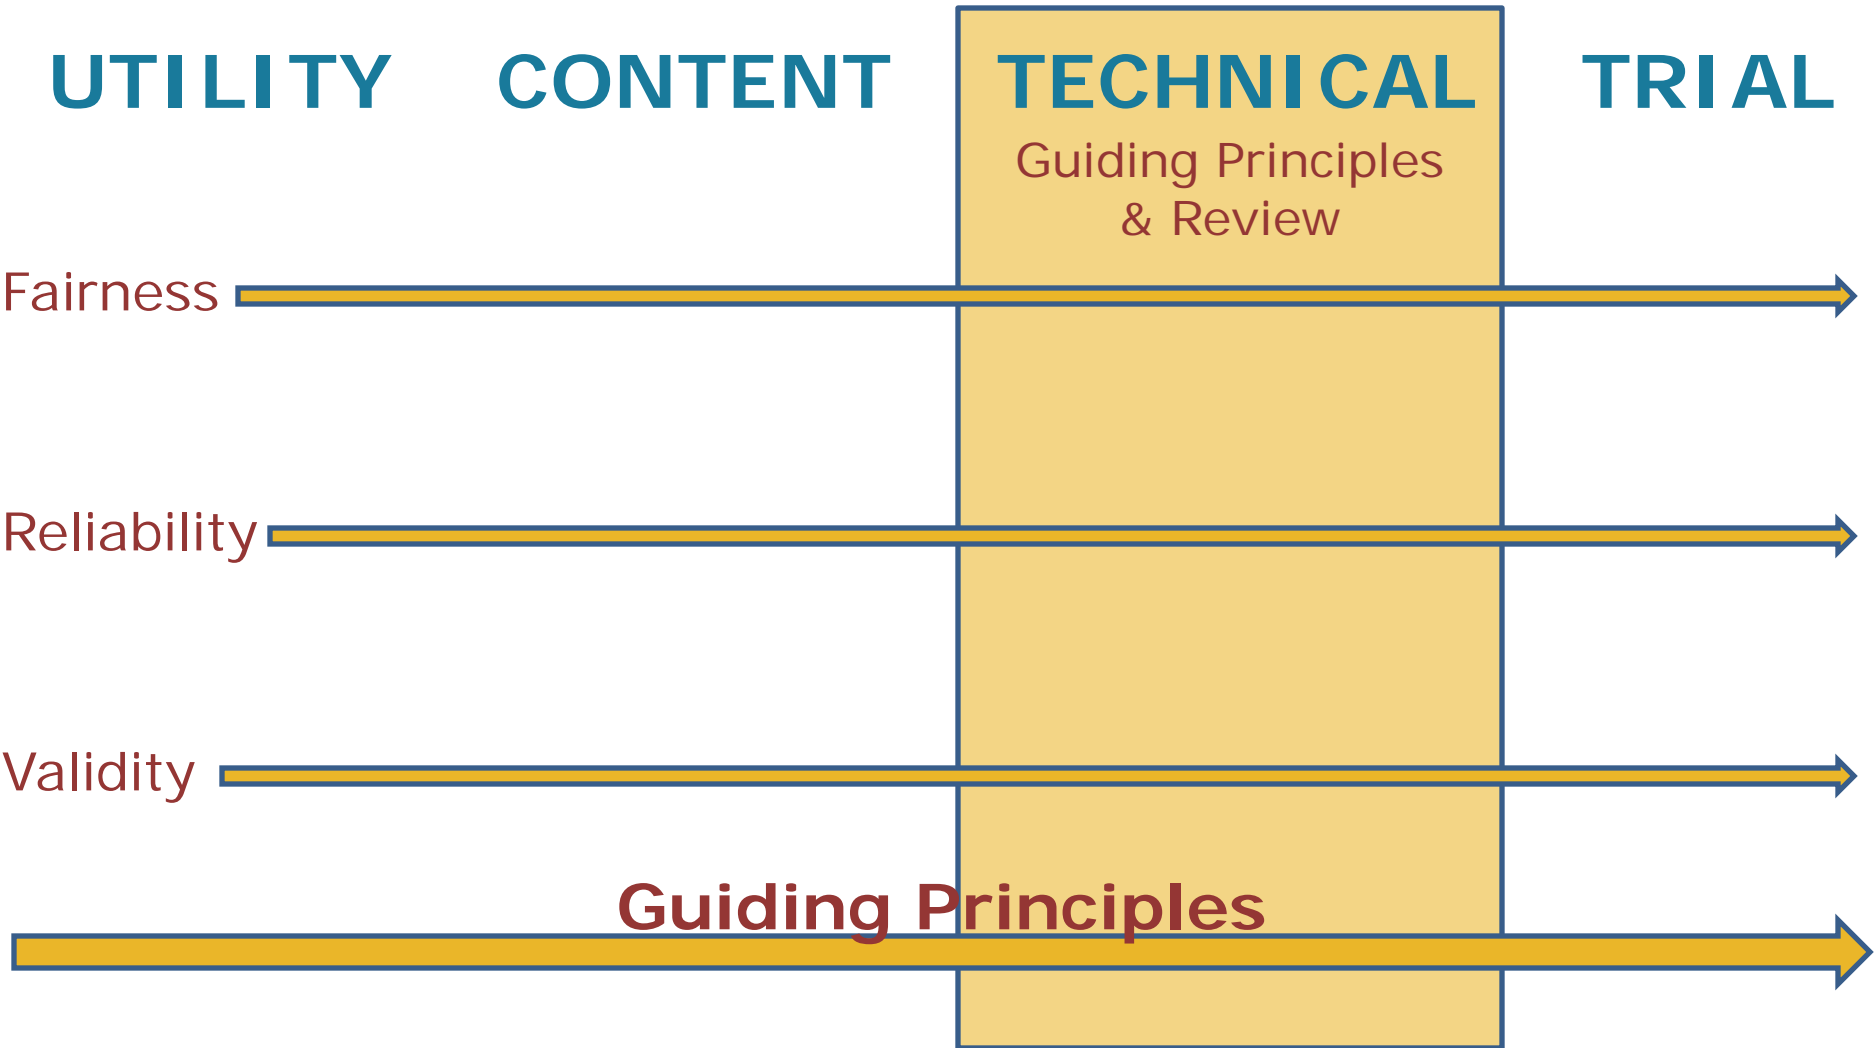 UTILITY CONTENT TECHNICAL TRIAL
Guiding Principles
& Review
Fairness
Reliability
Validity
Guiding Principles